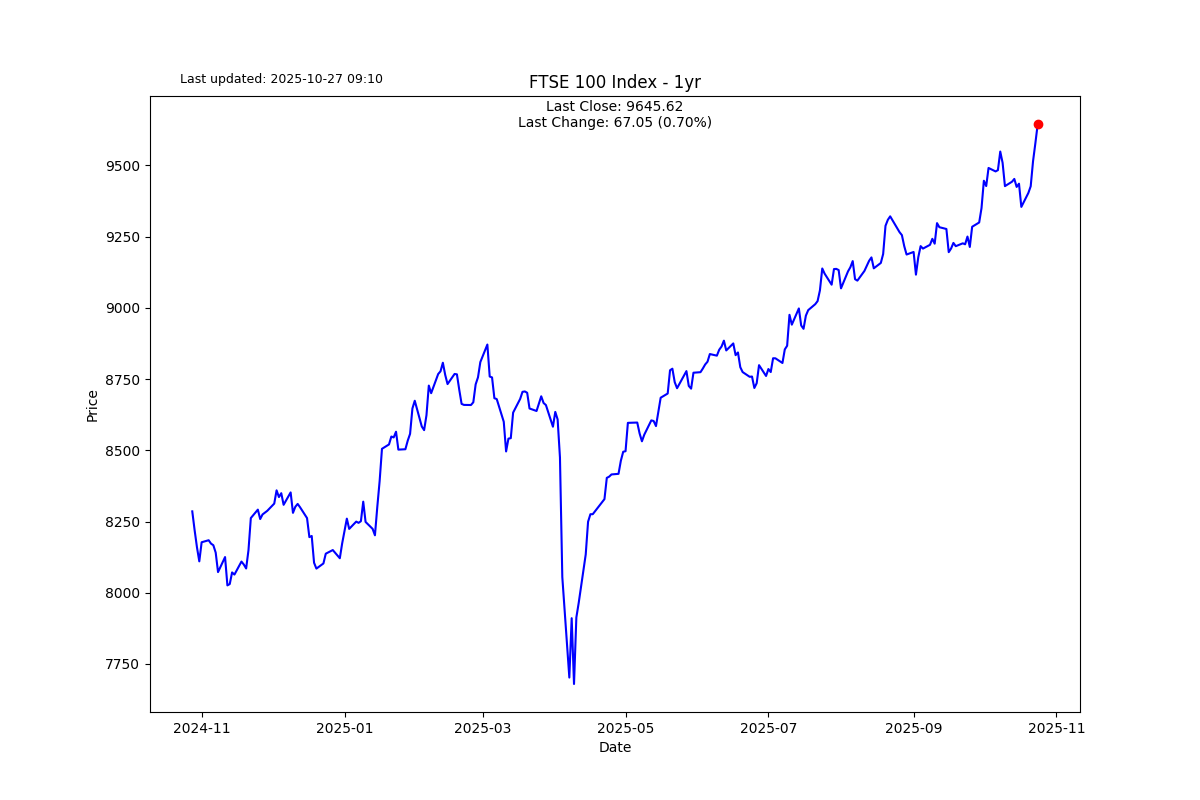 Last updated: 2025-10-27 09:10
FTSE 100 Index - 1yr
Last Close: 9645.62
Last Change: 67.05 (0.70%)
Price
9500
9250
9000
8750
8500
8250
8000
7750
2024-11 2025-01 2025-03 2025-05 2025-07 2025-09 2025-11
Date